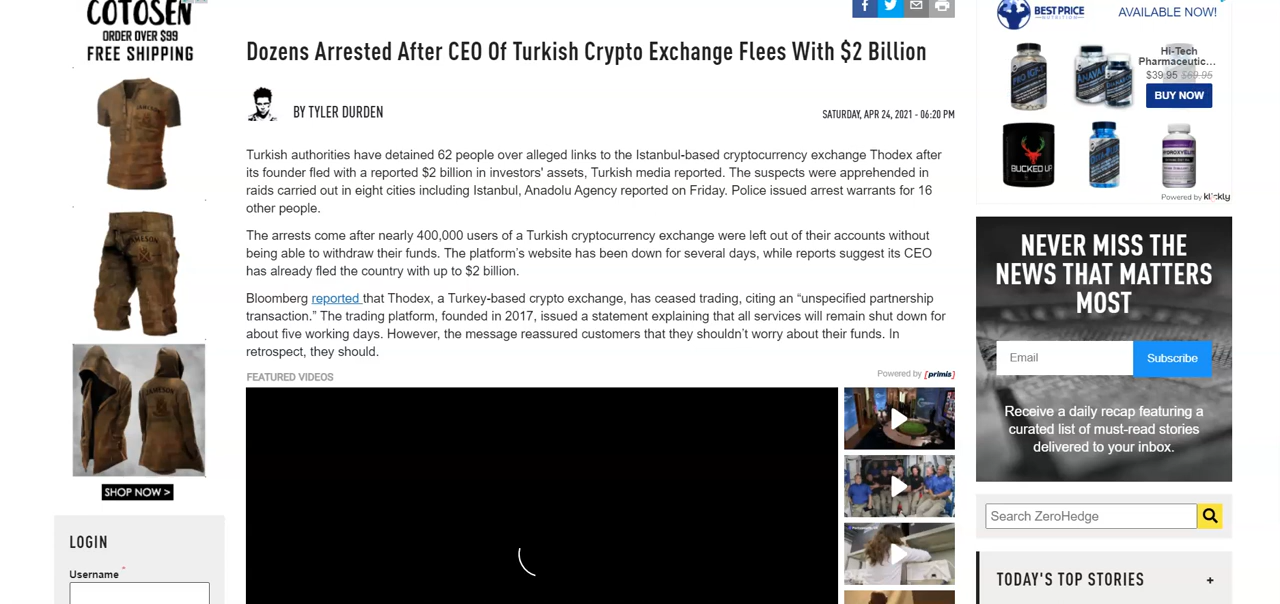 COTOSEN
ORDER OVER $99
FREE SHIPPING
SHOP NOW >
LOGIN
Username *
Dozens Arrested After CEO Of Turkish Crypto Exchange Flees With $2 Billion
BY TYLER DURDEN
SATURDAY, APR 24, 2021 - 06:20 PM
Turkish authorities have detained 62 people over alleged links to the Istanbul-based cryptocurrency exchange Thodex after
its founder fled with a reported $2 billion in investors' assets, Turkish media reported. The suspects were apprehended in
raids carried out in eight cities including Istanbul, Anadolu Agency reported on Friday. Police issued arrest warrants for 16
other people.
The arrests come after nearly 400,000 users of a Turkish cryptocurrency exchange were left out of their accounts without
being able to withdraw their funds. The platform's website has been down for several days, while reports suggest its CEO
has already fled the country with up to $2 billion.
Bloomberg reported that Thodex, a Turkey-based crypto exchange, has ceased trading, citing an “unspecified partnership
transaction.” The trading platform, founded in 2017, issued a statement explaining that all services will remain shut down for
about five working days. However, the message reassured customers that they shouldn’t worry about their funds. In
retrospect, they should.
FEATURED VIDEOS
Powered by [primis]
BEST PRICE
NUTRITION
AVAILABLE NOW!
Hi-Tech
Pharmaceutic...
$39.95 $69.95
BUY NOW
BUCKED UP
Powered by klickly
NEVER MISS THE
NEWS THAT MATTERS
MOST
Email
Subscribe
Receive a daily recap featuring a
curated list of must-read stories
delivered to your inbox.
Search ZeroHedge
TODAY'S TOP STORIES +